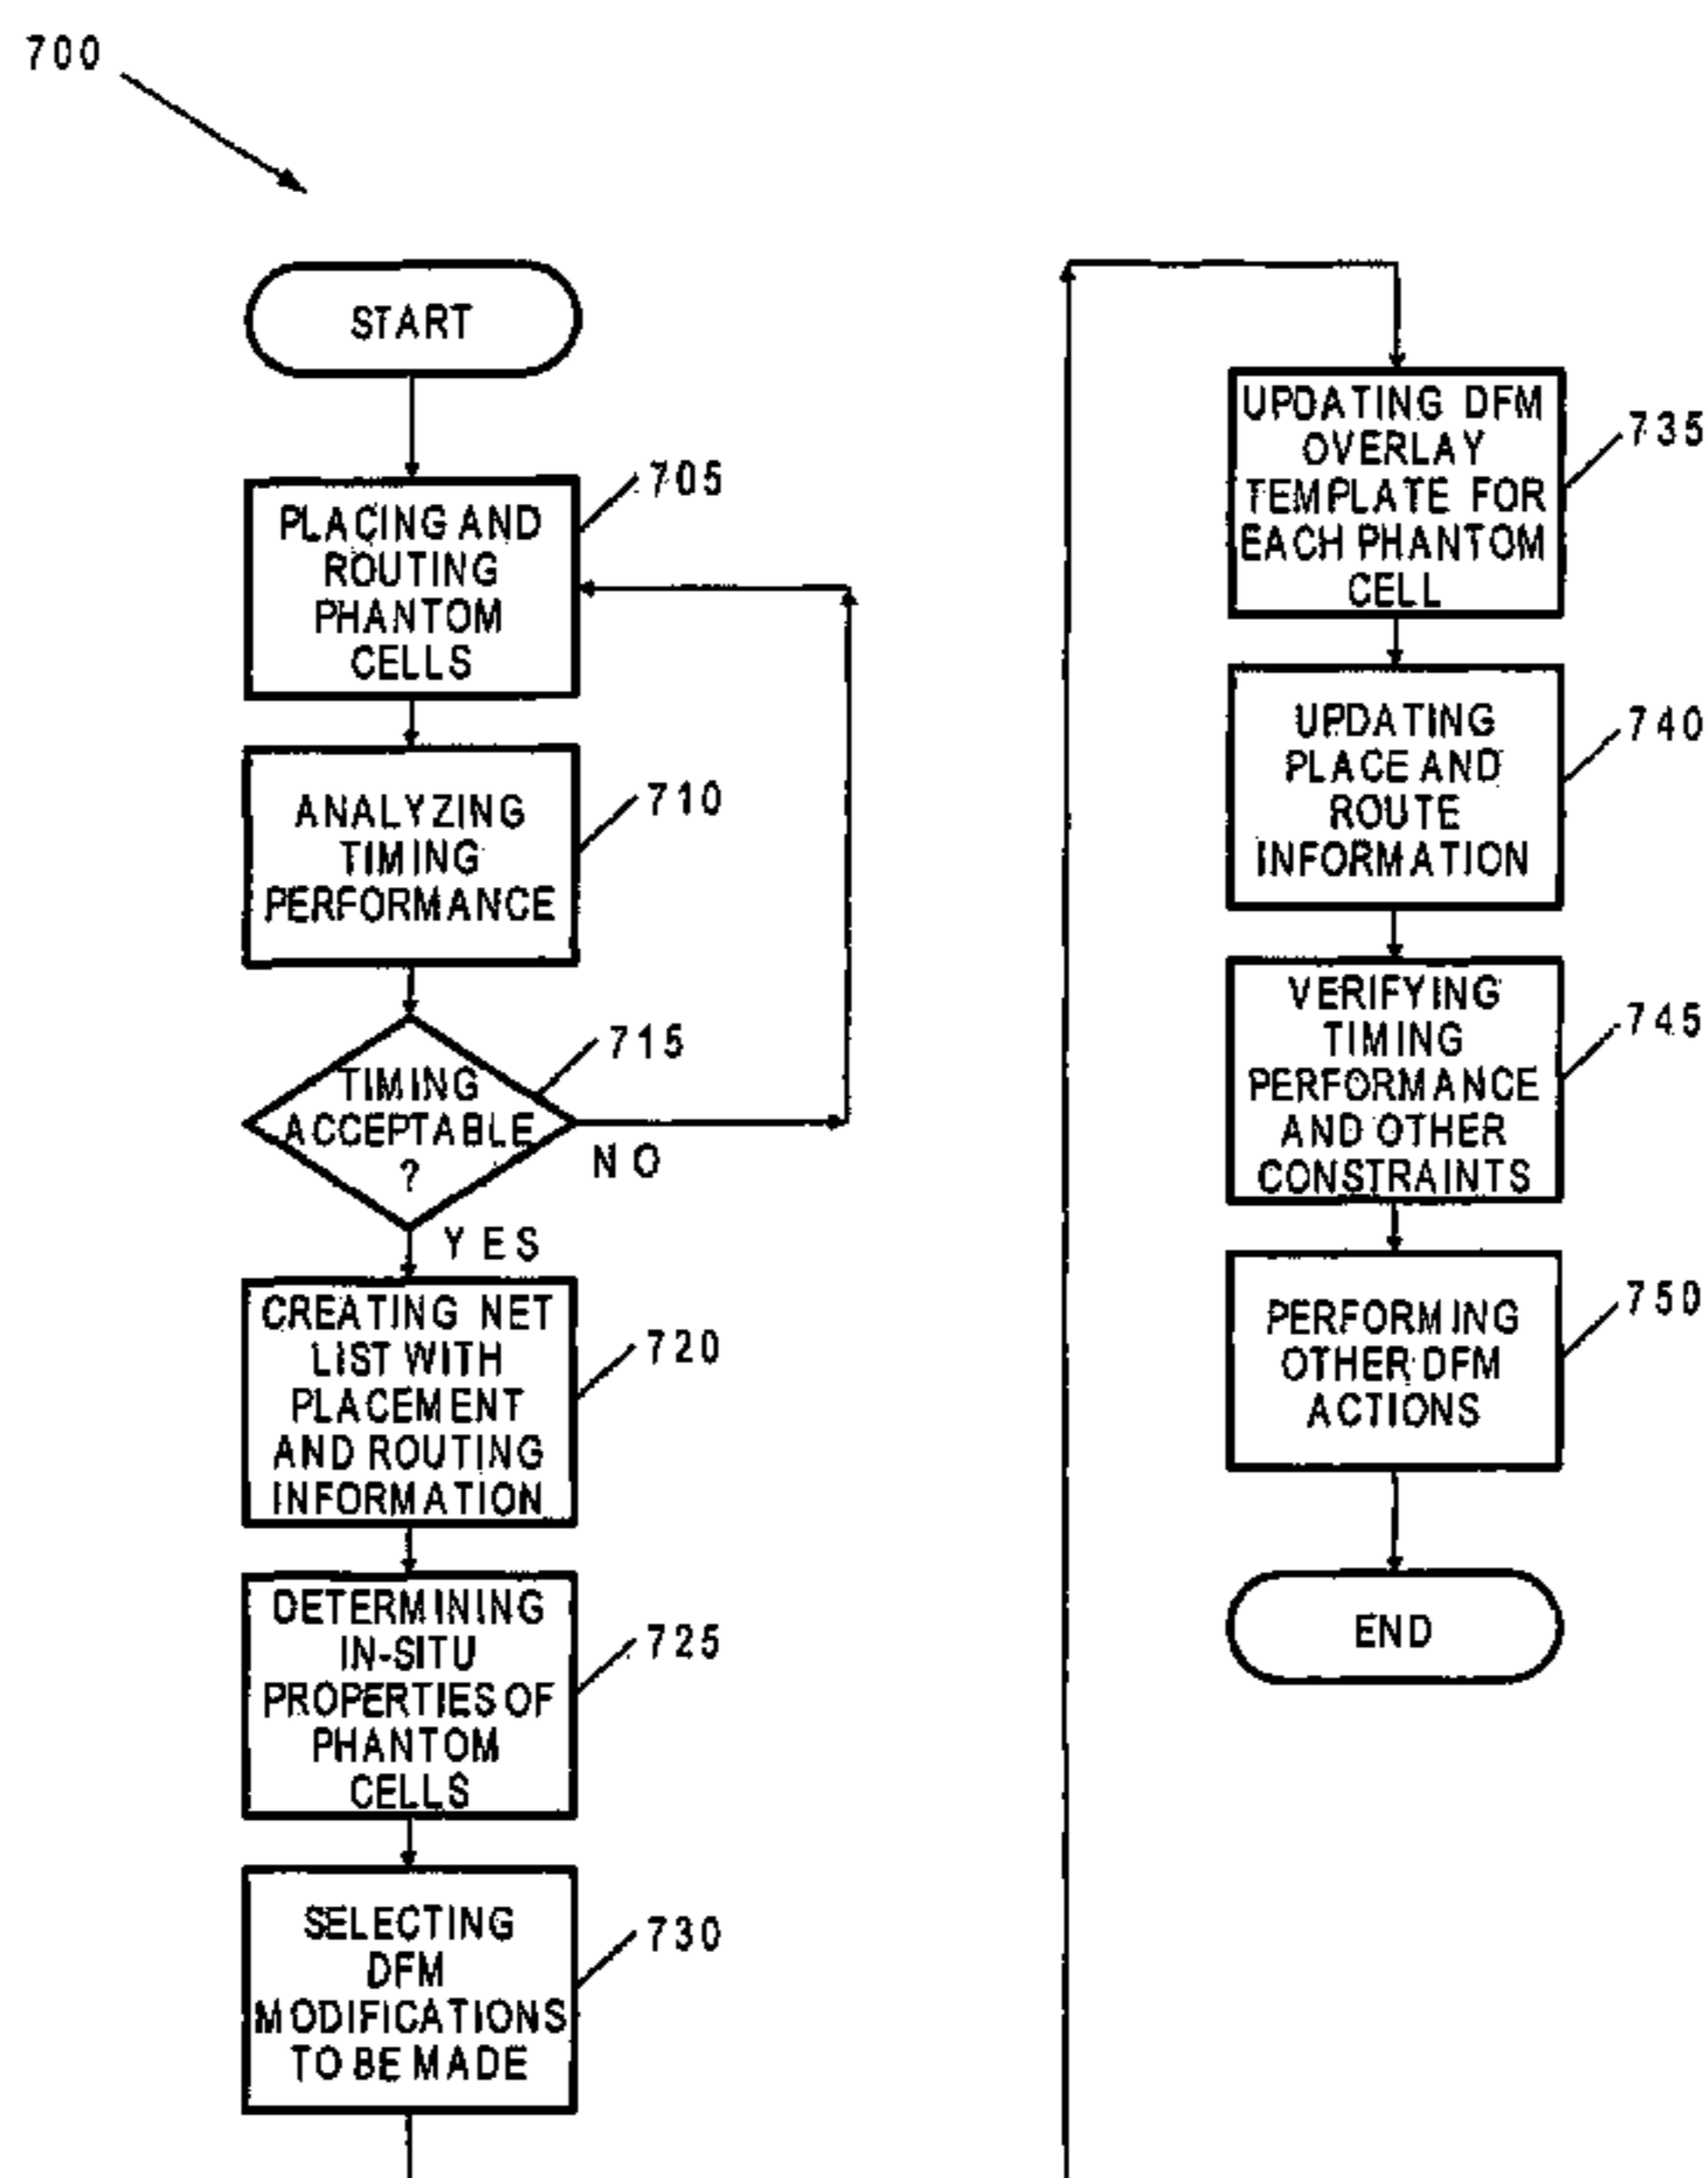 700
START
705
PLACING AND
ROUTING
PHANTOM
CELLS
710
ANALYZING
TIMING
PERFORMANCE
715
TIMING
ACCEPTABLE
?
NO
YES
720
CREATING NET
LIST WITH
PLACEMENT
AND ROUTING
INFORMATION
725
DETERMINING
IN-SITU
PROPERTIES OF
PHANTOM
CELLS
730
SELECTING
DFM
MODIFICATIONS
TO BE MADE
735
UPDATING DFM
OVERLAY
TEMPLATE FOR
EACH PHANTOM
CELL
740
UPDATING
PLACE AND
ROUTE
INFORMATION
745
VERIFYING
TIMING
PERFORMANCE
AND OTHER
CONSTRAINTS
750
PERFORMING
OTHER DFM
ACTIONS
END